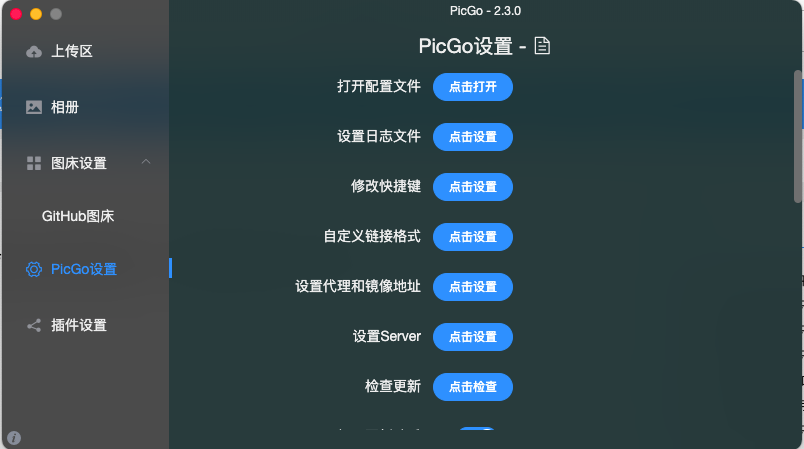 PicGo - 2.3.0
上传区
相册
图床设置
GitHub图床
PicGo设置
插件设置
PicGo设置 -
打开配置文件 点击打开
设置日志文件 点击设置
修改快捷键 点击设置
自定义链接格式 点击设置
设置代理和镜像地址 点击设置
设置Server 点击设置
检查更新 点击检查